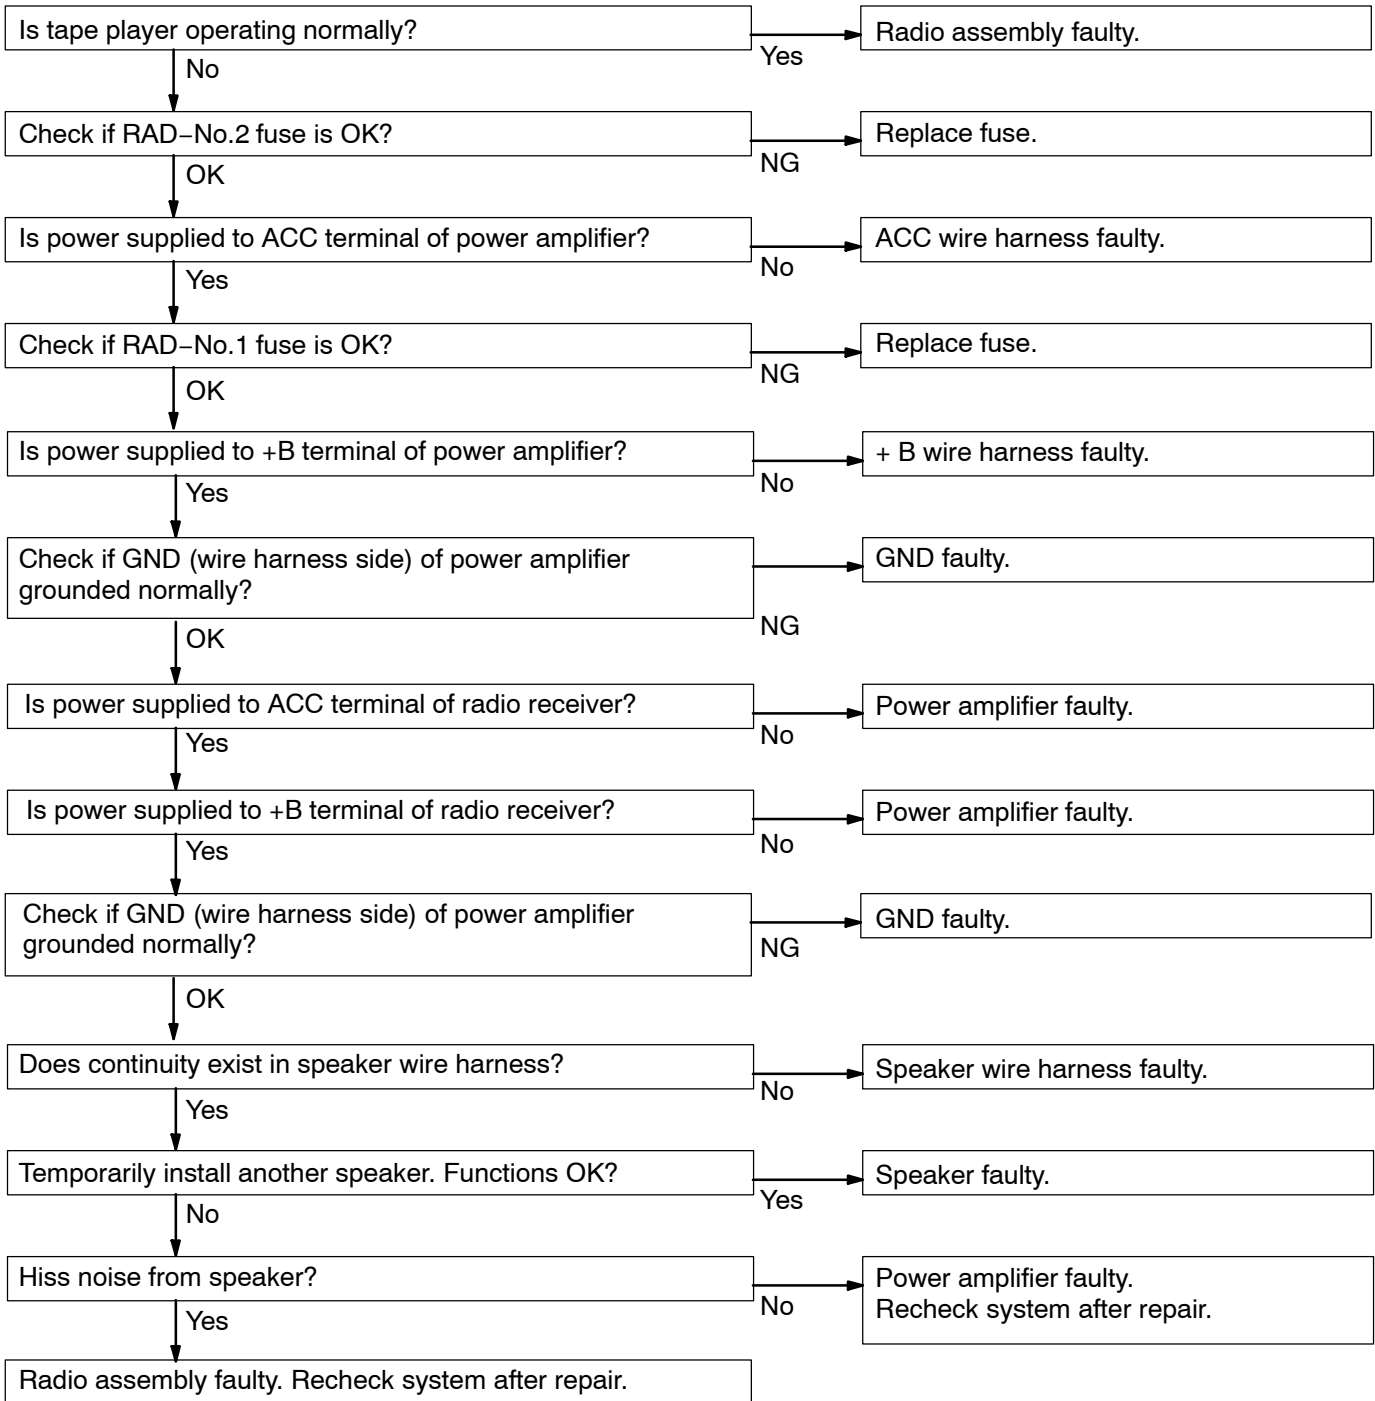 Is tape player operating normally?
Yes
Radio assembly faulty.
No
Check if RAD−No.2 fuse is OK?
NG
Replace fuse.
OK
Is power supplied to ACC terminal of power amplifier?
No
ACC wire harness faulty.
Yes
Check if RAD−No.1 fuse is OK?
NG
Replace fuse.
OK
Is power supplied to +B terminal of power amplifier?
No
+ B wire harness faulty.
Yes
Check if GND (wire harness side) of power amplifier
grounded normally?
NG
GND faulty.
OK
Is power supplied to ACC terminal of radio receiver?
No
Power amplifier faulty.
Yes
Is power supplied to +B terminal of radio receiver?
No
Power amplifier faulty.
Yes
Check if GND (wire harness side) of power amplifier
grounded normally?
NG
GND faulty.
OK
Does continuity exist in speaker wire harness?
No
Speaker wire harness faulty.
Yes
Temporarily install another speaker. Functions OK?
Yes
Speaker faulty.
No
Hiss noise from speaker?
No
Power amplifier faulty.
Recheck system after repair.
Yes
Radio assembly faulty. Recheck system after repair.